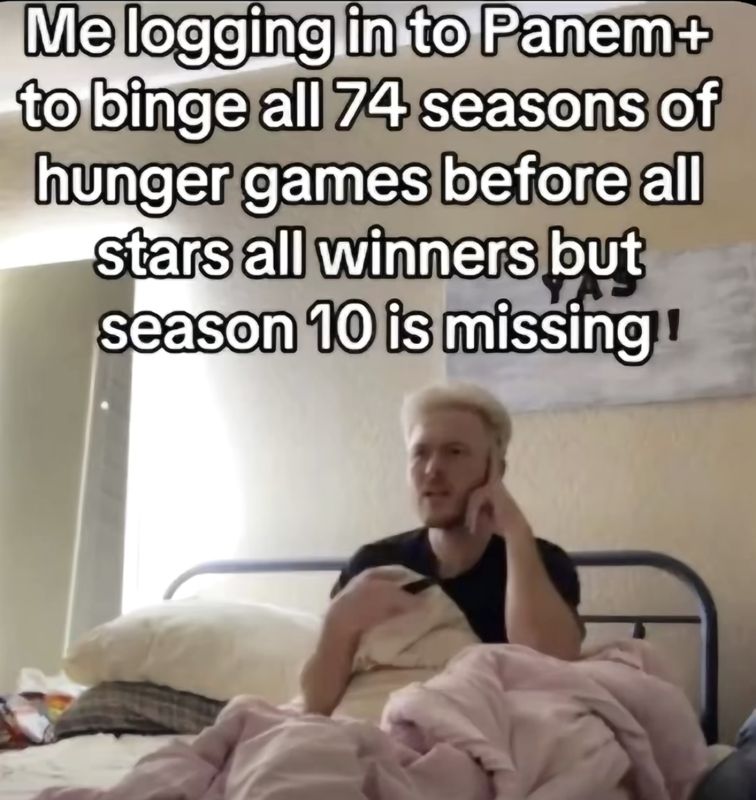 Me logging in to Panem+
to binge all 74 seasons of
hunger games before all
stars all winners but
YAS
season 10 is missing
!!